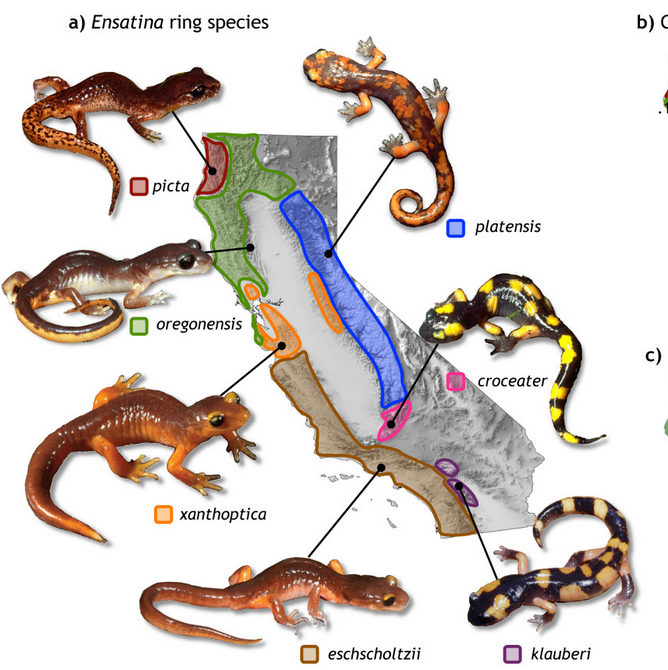 a) Ensatina ring species
b) C
picta
platensis
oregonensis
croceater
c)
xanthoptica
eschscholtzii
klauberi